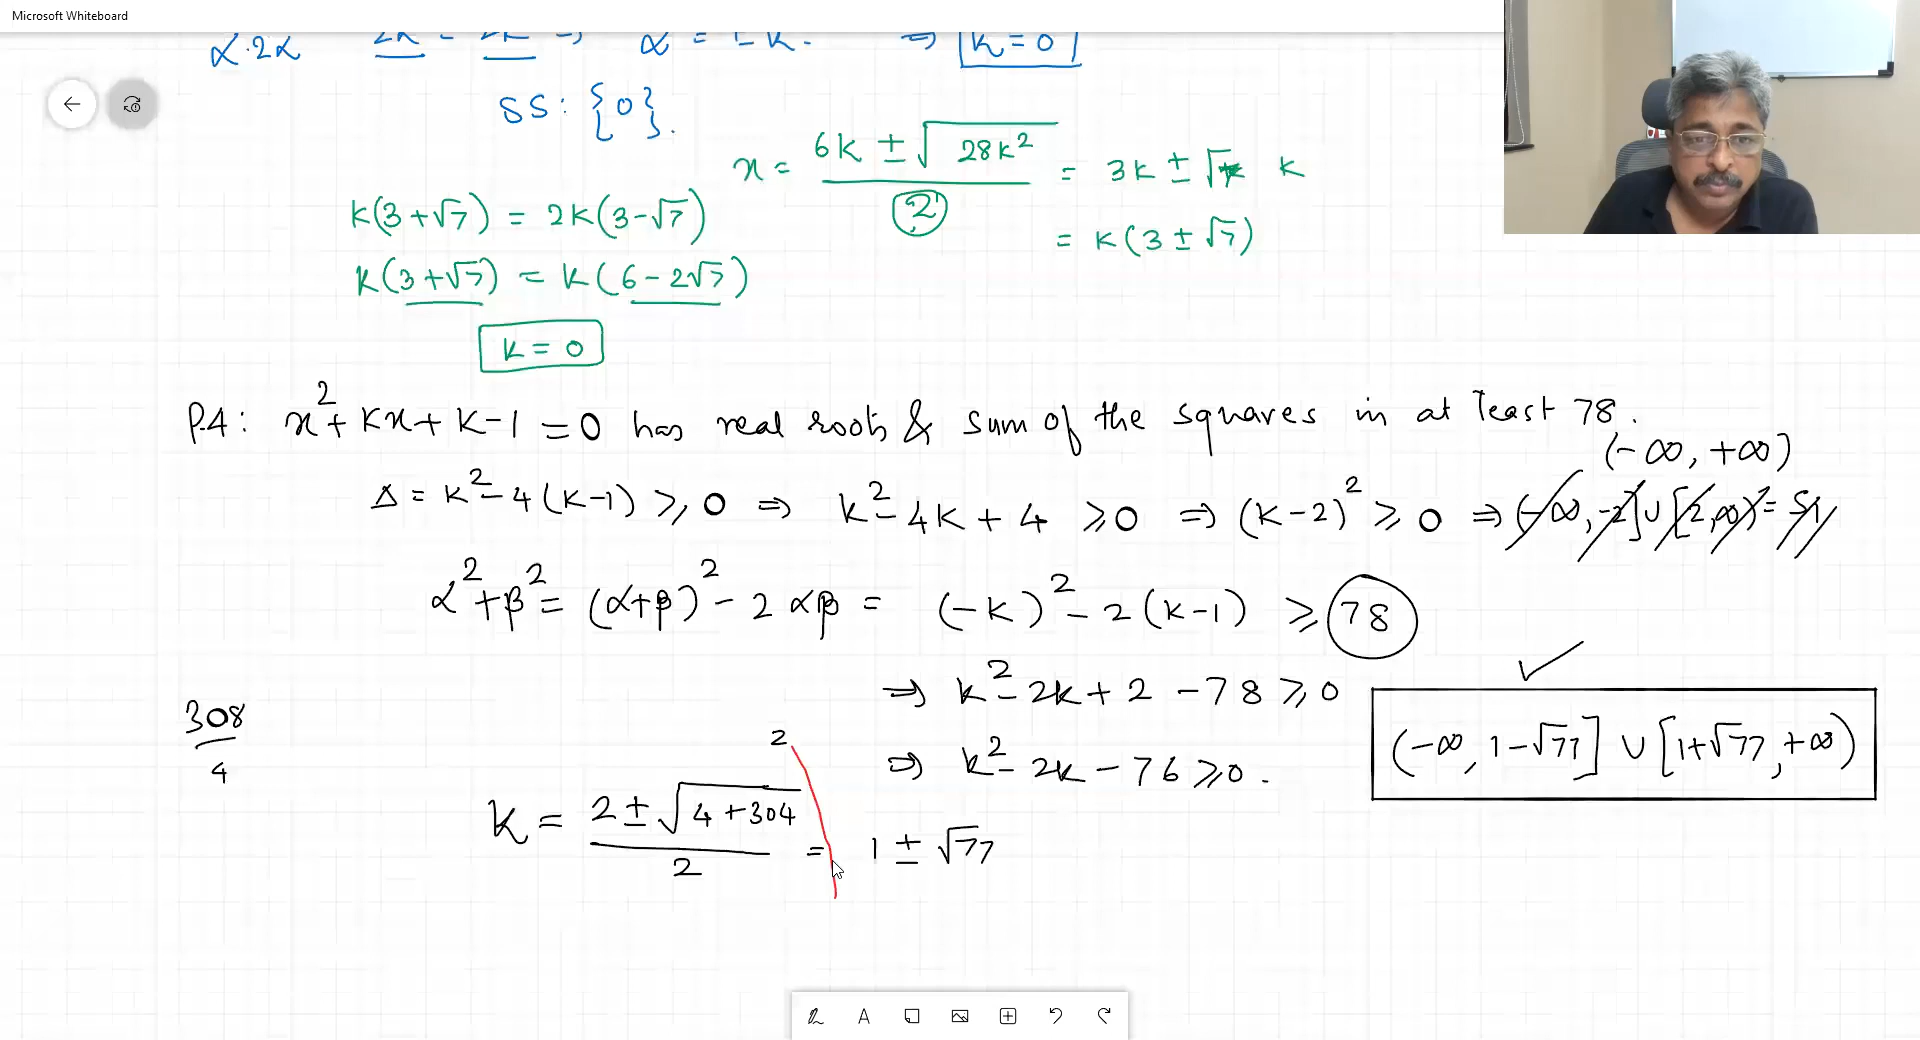 Microsoft Whiteboard
α·2α 2k² = 2k² ⇒ α = ±k. ⇒ k = 0
SS: {0}.
x = (6k ± √28k²)/2 = 3k ± √7 k
k(3+√7) = 2k(3-√7)
= k(3 ± √7)
k(3+√7) = k(6-2√7)
k = 0
P.4: x² + kx + k-1 = 0 has real roots & sum of the squares in at least 78.
(-∞, +∞)
Δ = k² - 4(k-1) ≥ 0 ⇒ k² - 4k + 4 ≥ 0 ⇒ (k-2)² ≥ 0 ⇒ (-∞, -2] ∪ [2, ∞) = S1
α² + β² = (α+β)² - 2αβ = (-k)² - 2(k-1) ≥ 78
⇒ k² - 2k + 2 - 78 ≥ 0
308/4
(-∞, 1-√77] ∪ [1+√77, +∞)
⇒ k² - 2k - 76 ≥ 0.
2
k = (2 ± √4+304)/2 = 1 ± √77